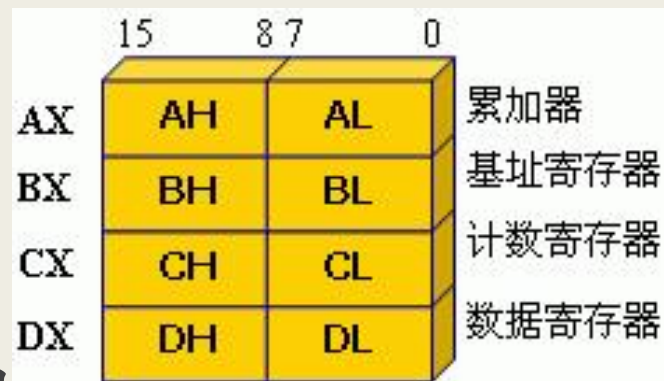 15 8 7 0
AX AH AL 累加器
BX BH BL 基址寄存器
CX CH CL 计数寄存器
DX DH DL 数据寄存器